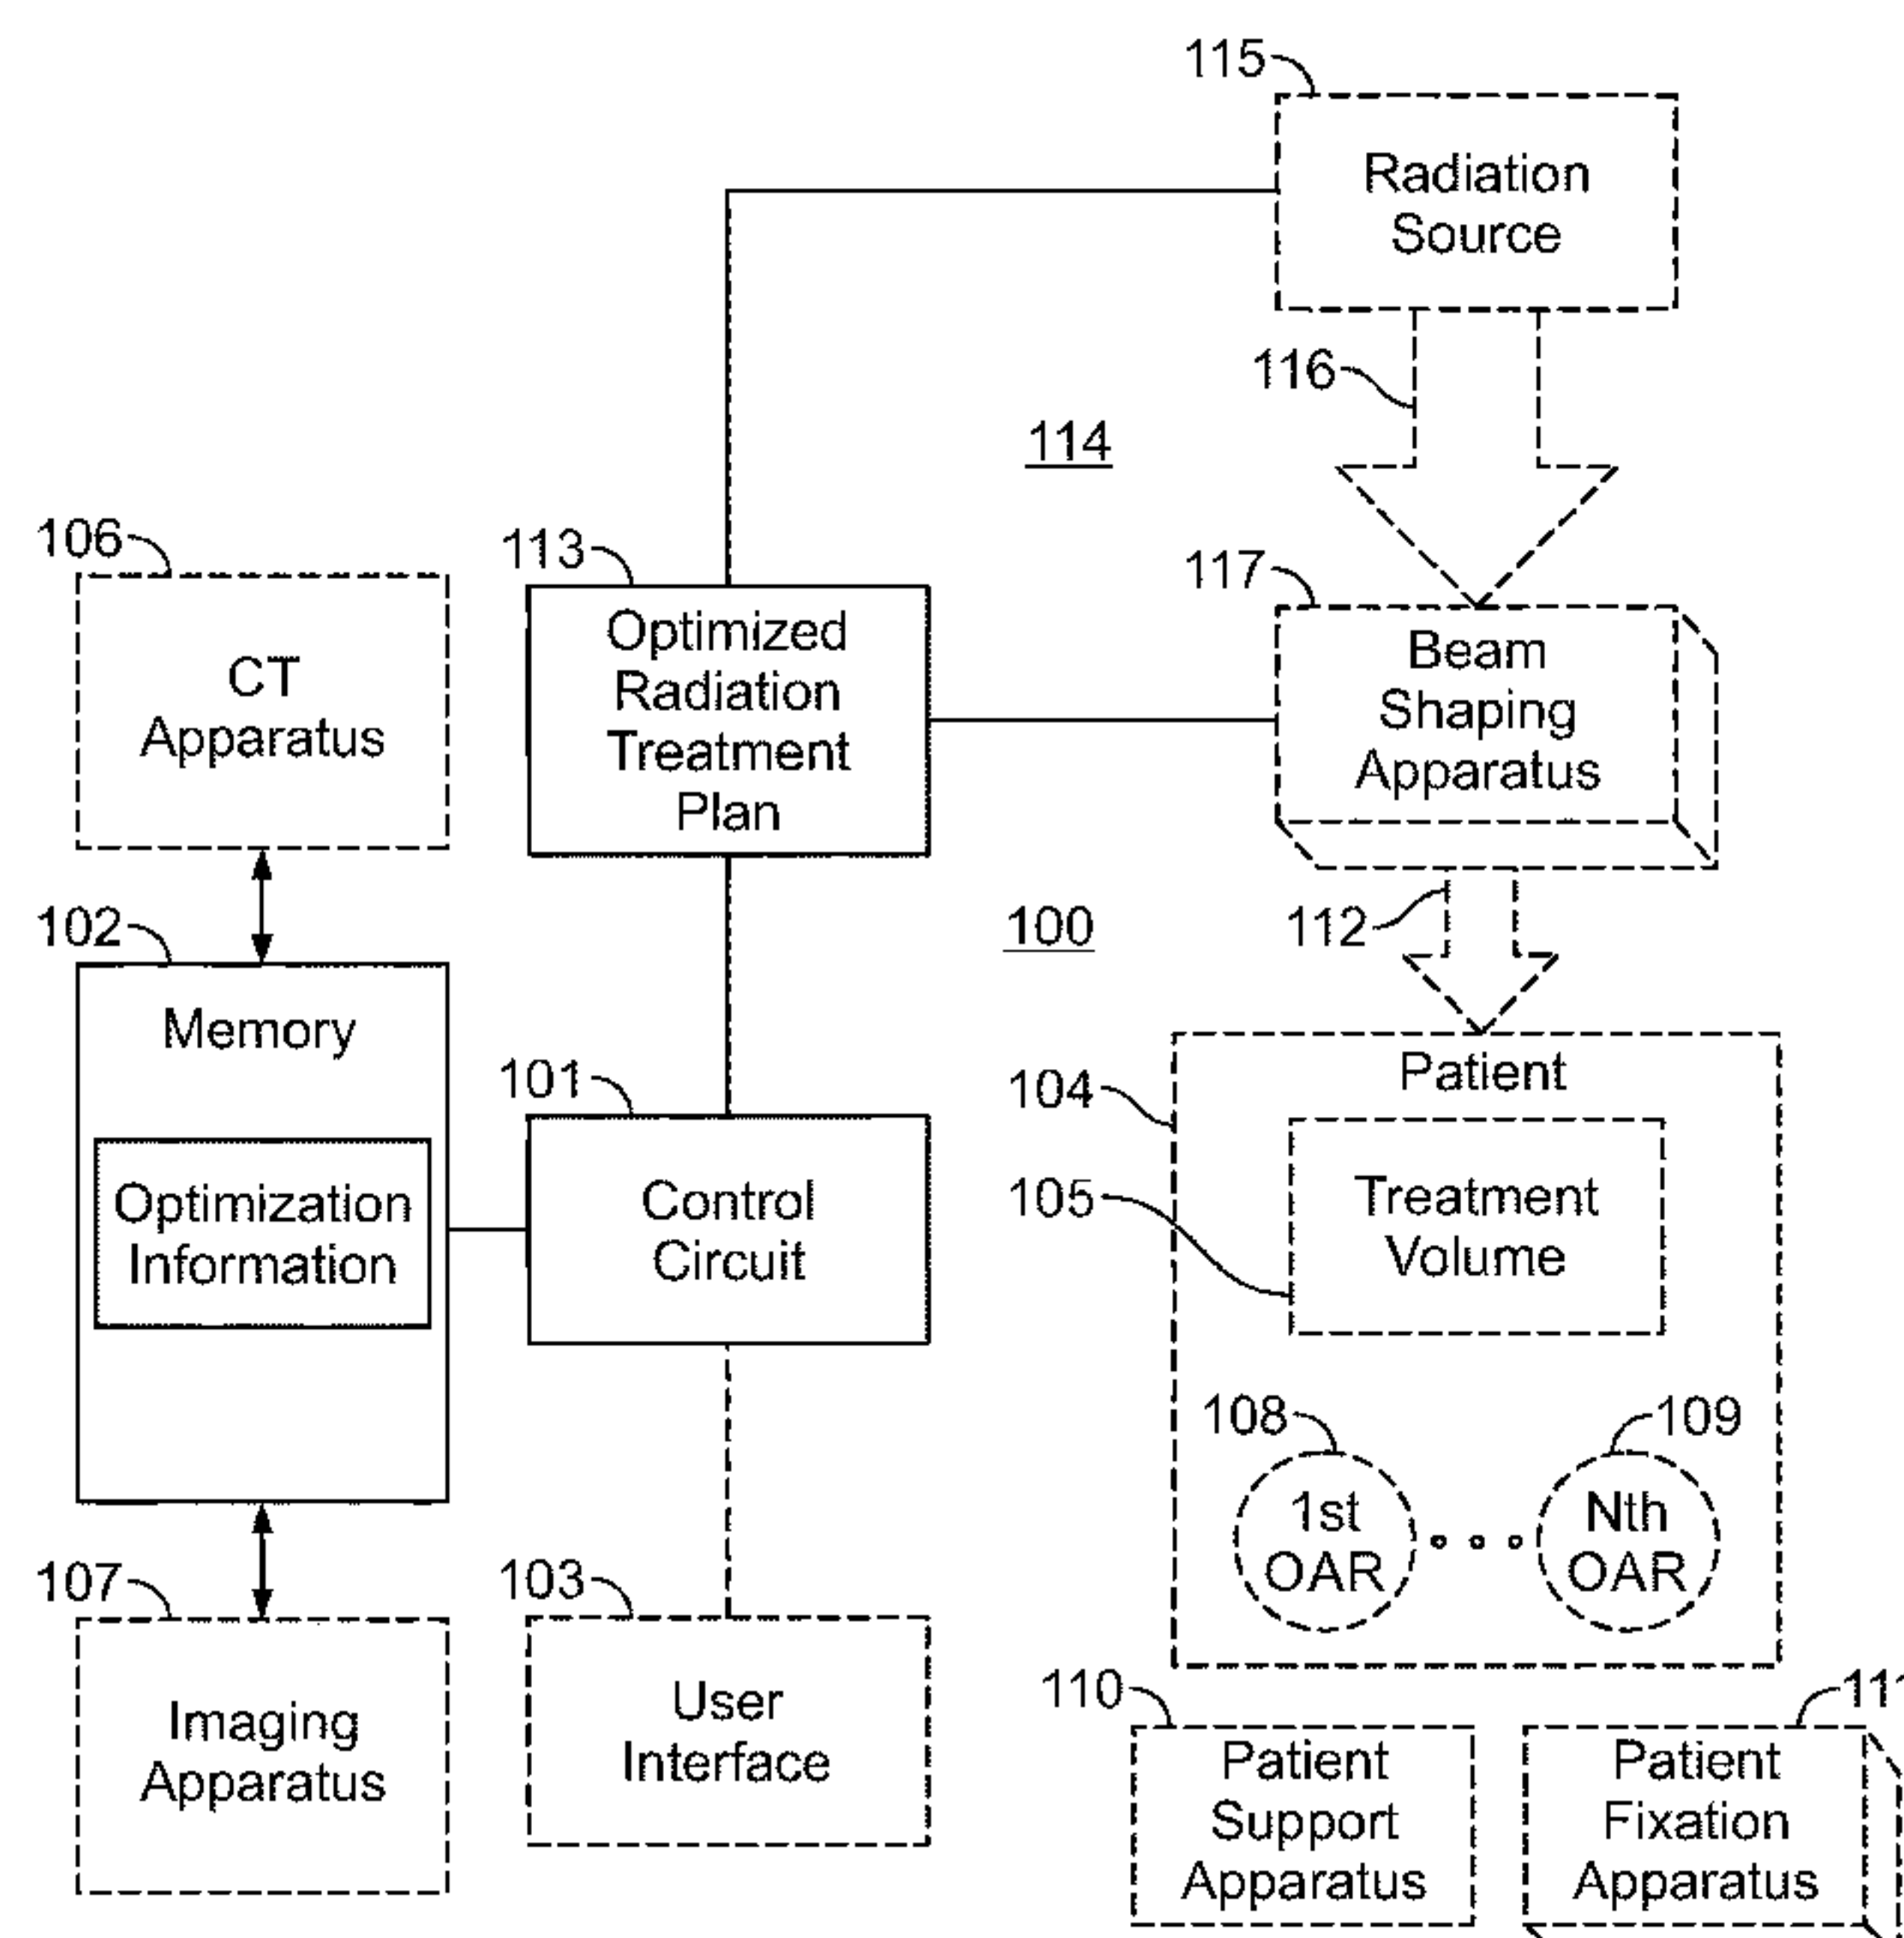 115
Radiation
Source
116
114
106
113
117
CT
Apparatus
Optimized
Radiation
Treatment
Plan
Beam
Shaping
Apparatus
102
100
112
Memory
Optimization
Information
101
Control
Circuit
104
Patient
105
Treatment
Volume
108
109
1st
OAR
Nth
OAR
107
103
Imaging
Apparatus
User
Interface
110
Patient
Support
Apparatus
Patient
Fixation
Apparatus